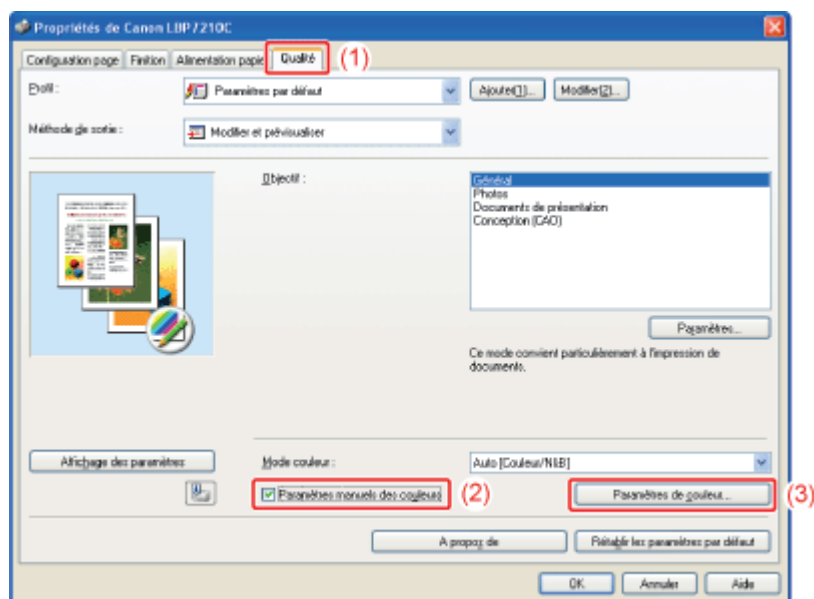 Propriétés de Canon LBP7210C
Configuration page Finition Alimentation papier Qualité (1)
Profil : Paramètres par défaut Ajouter(1)... Modifier(2)...
Méthode de sortie : Modifier et prévisualiser
Objectif : Général
Photos
Documents de présentation
Conception (CAO)
Paramètres...
Ce mode convient particulièrement à l'impression de
documents.
Affichage des paramètres Mode couleur : Auto [Couleur/N&B]
Paramètres manuels des couleurs (2) Paramètres de couleur... (3)
A propos de Rétablir les paramètres par défaut
OK Annuler Aide